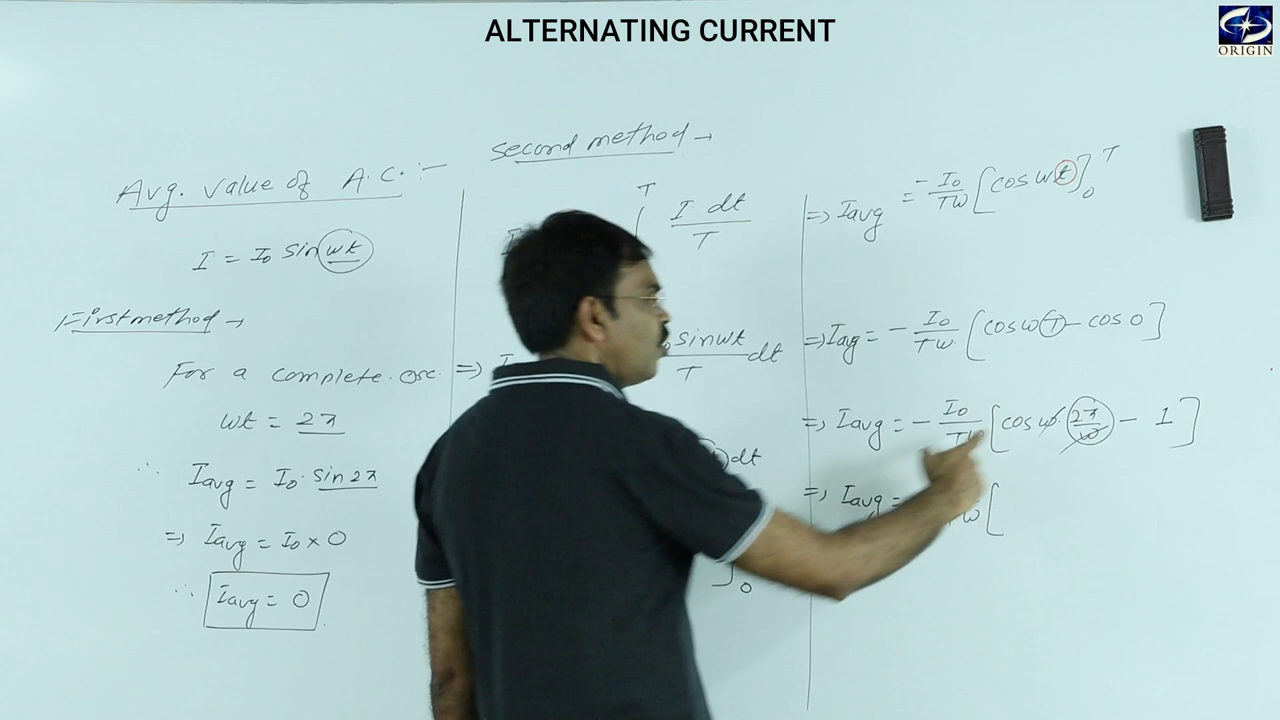 ALTERNATING CURRENT
ORIGIN
Avg. value of A.C. :-
I = I₀ sin wt
First method →
For a complete osc.
wt = 2π
∴ Iavg = I₀ · sin 2π
⇒ Iavg = I₀ × 0
∴ Iavg = 0
second method →
T
I dt
T
⇒ I
sinwt dt
T
dt
0
⇒ Iavg = -I₀/TW [cos wt]₀ᵀ
⇒ Iavg = - I₀/TW [cos w T - cos 0]
⇒ Iavg = - I₀/TW [cos w 2π/w - 1]
⇒ Iavg = W [